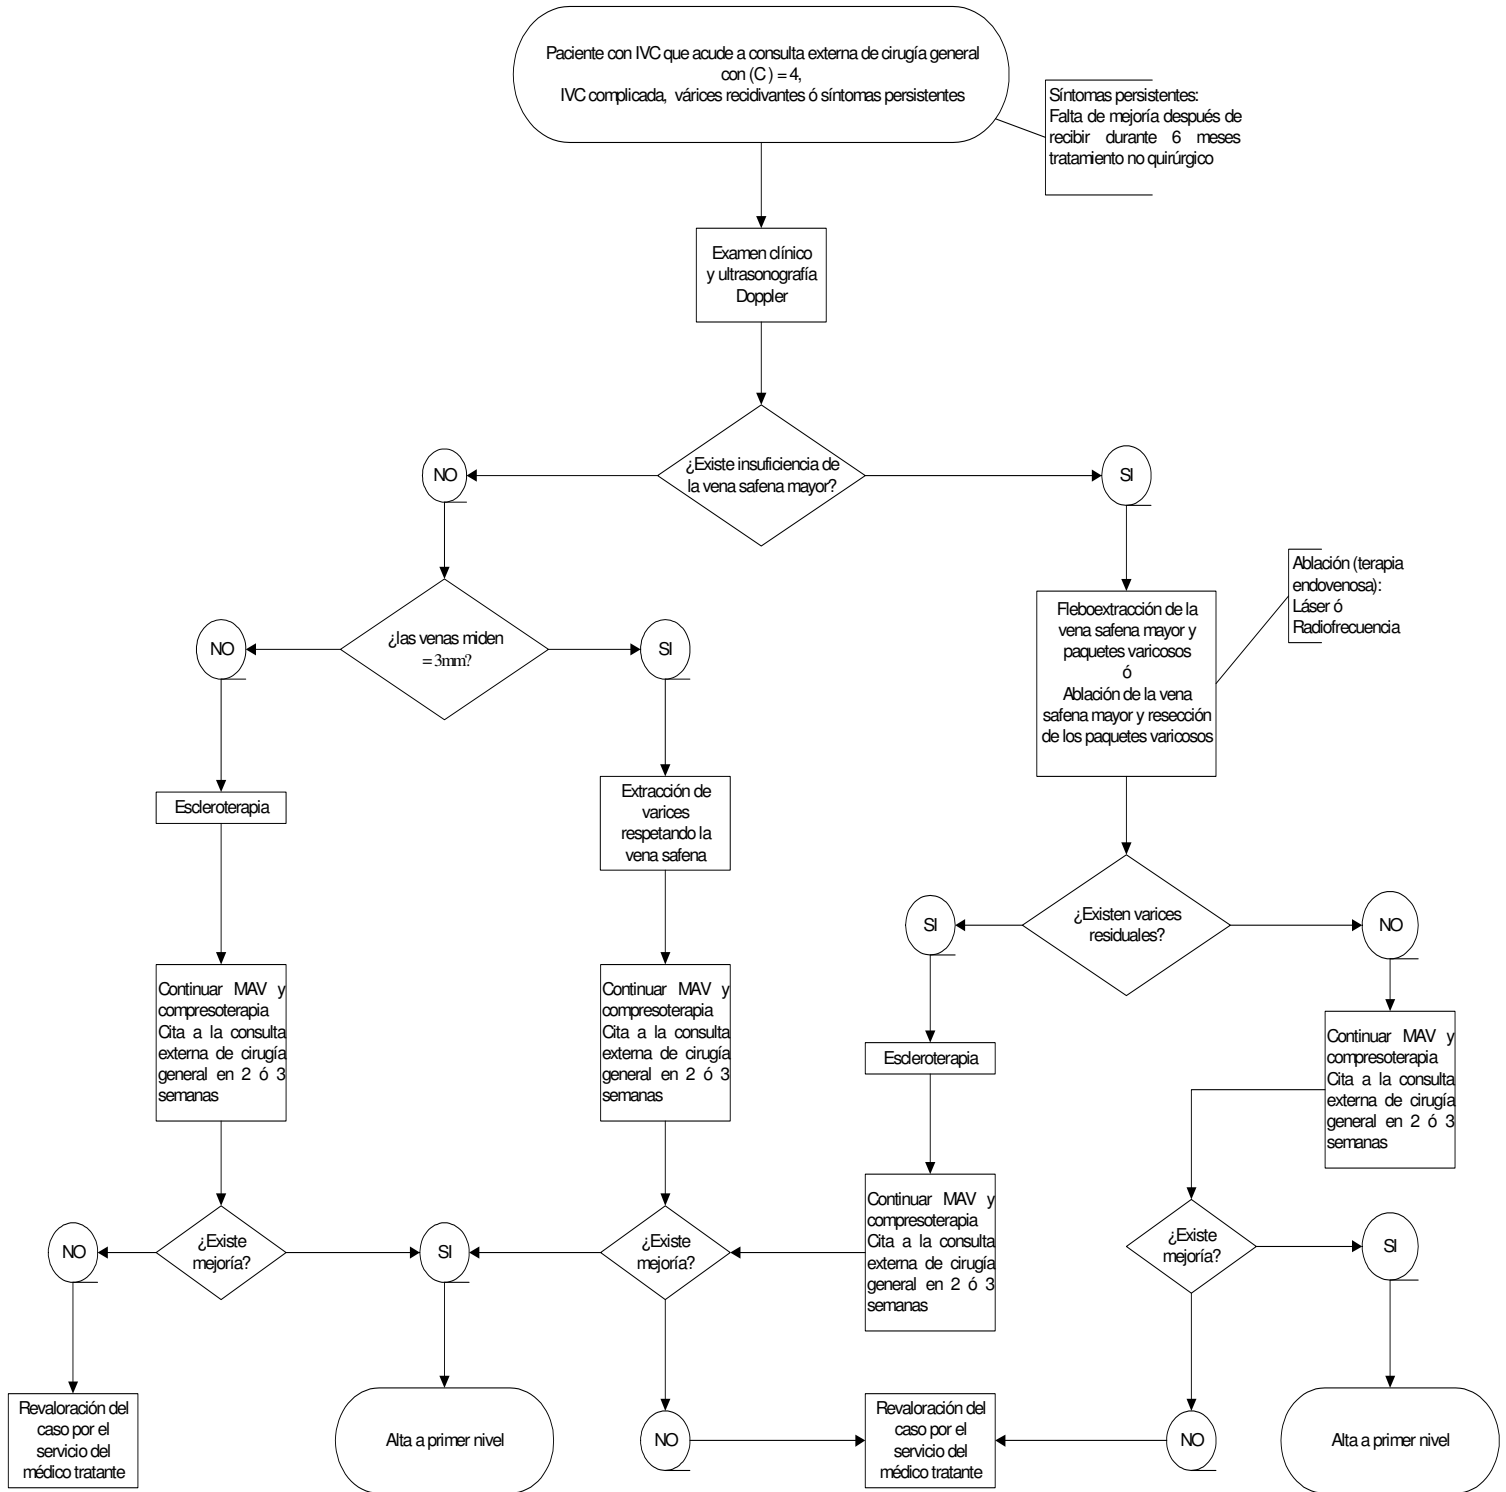 Paciente con IVC que acude a consulta externa de cirugía general
con (C ) = 4,
IVC complicada, várices recidivantes ó síntomas persistentes
Síntomas persistentes:
Falta de mejoría después de
recibir durante 6 meses
tratamiento no quirúrgico
Examen clínico
y ultrasonografía
Doppler
¿Existe insuficiencia de
la vena safena mayor?
NO
SI
¿las venas miden
= 3mm?
NO
SI
Fleboextracción de la
vena safena mayor y
paquetes varicosos
ó
Ablación de la vena
safena mayor y resección
de los paquetes varicosos
Ablación (terapia
endovenosa):
Láser ó
Radiofrecuencia
Escleroterapia
Extracción de
varices
respetando la
vena safena
¿Existen varices
residuales?
SI
NO
Continuar MAV y
compresoterapia
Cita a la consulta
externa de cirugía
general en 2 ó 3
semanas
Continuar MAV y
compresoterapia
Cita a la consulta
externa de cirugía
general en 2 ó 3
semanas
Escleroterapia
Continuar MAV y
compresoterapia
Cita a la consulta
externa de cirugía
general en 2 ó 3
semanas
Continuar MAV y
compresoterapia
Cita a la consulta
externa de cirugía
general en 2 ó 3
semanas
NO
¿Existe
mejoría?
SI
¿Existe
mejoría?
¿Existe
mejoría?
SI
Revaloración del
caso por el
servicio del
médico tratante
Alta a primer nivel
NO
Revaloración del
caso por el
servicio del
médico tratante
NO
Alta a primer nivel